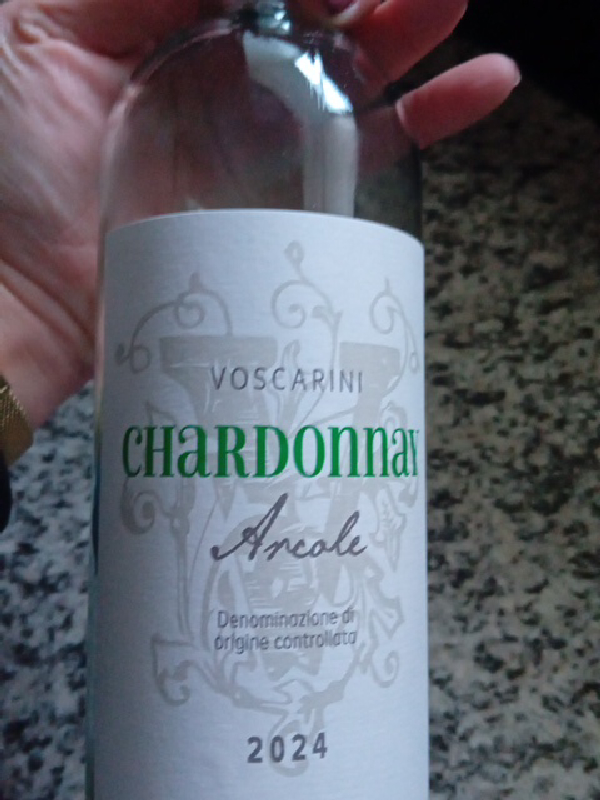 VOSCARINI
CHARDONNAY
Arcole
Denominazione di
origine controllata
2024